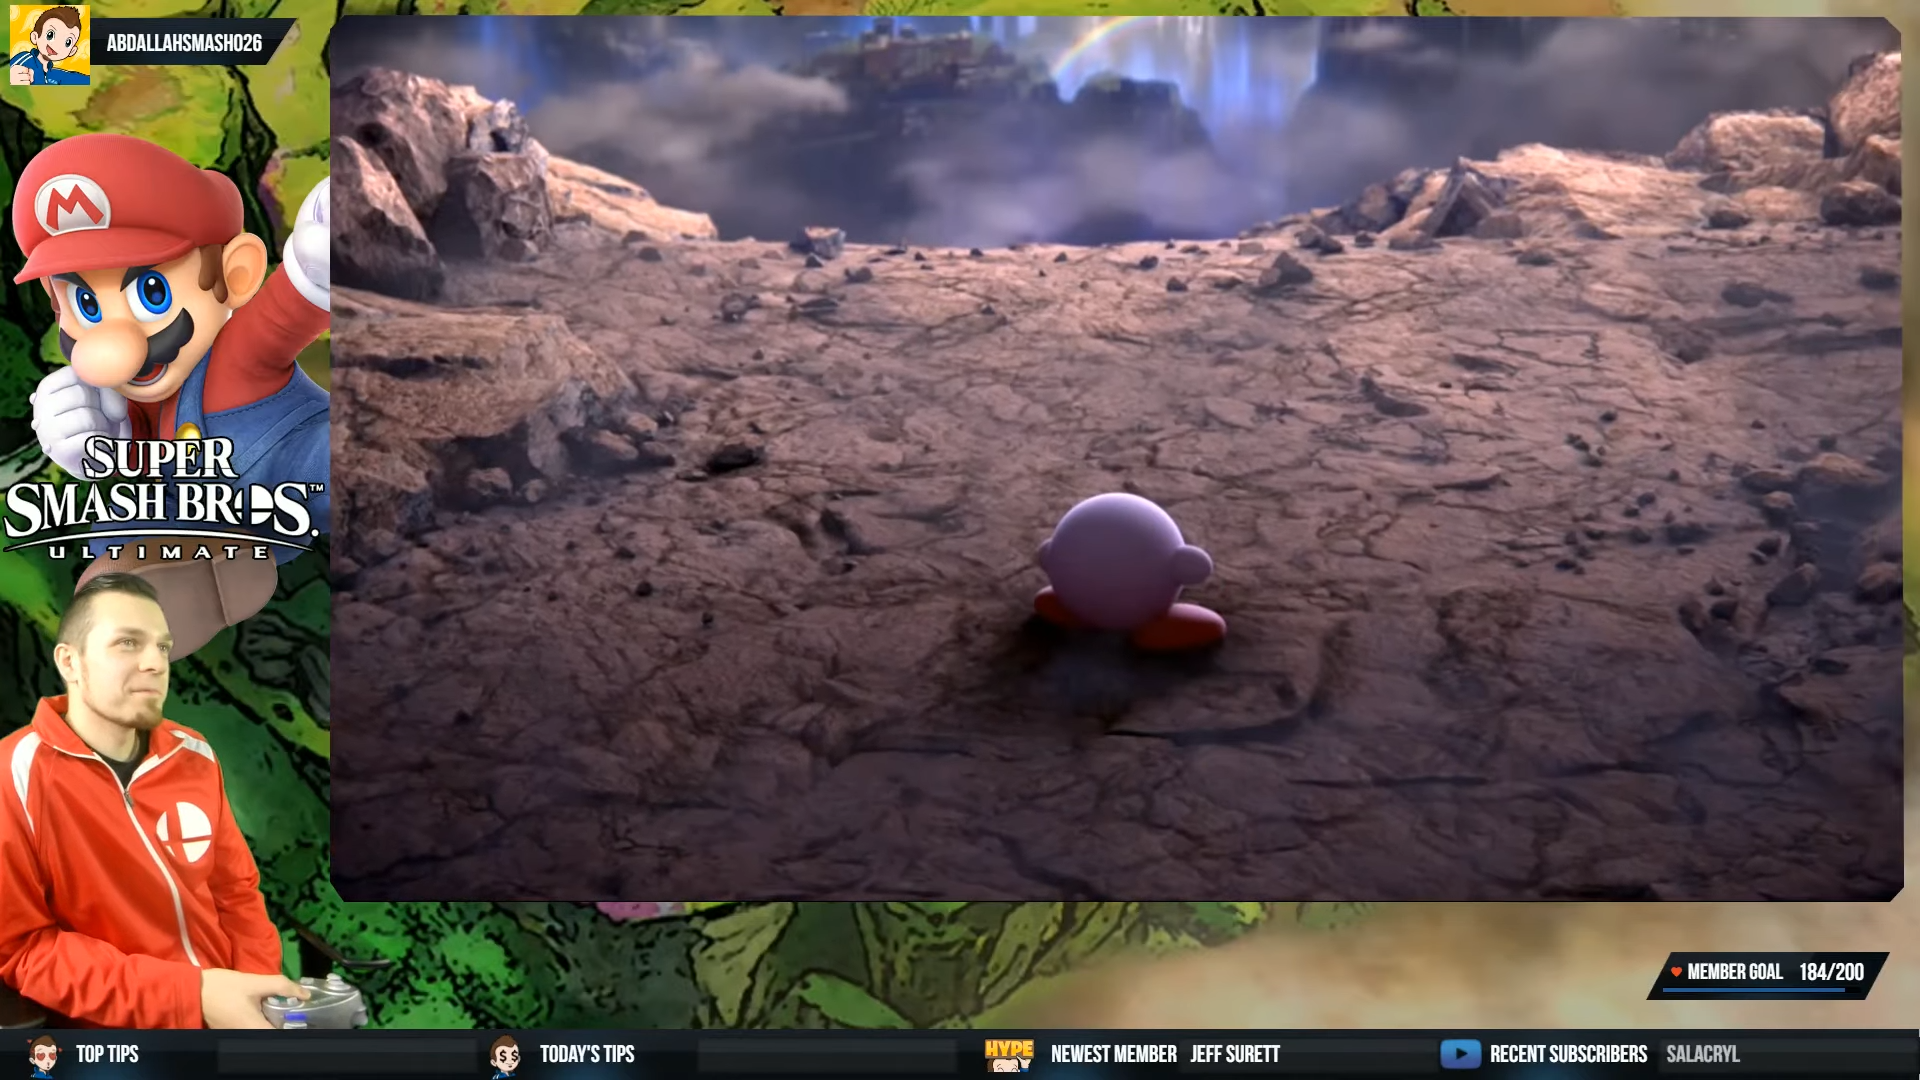 ABDALLAHSMASH026
M
SUPER
SMASH BROS.™
ULTIMATE
MEMBER GOAL 184/200
TOP TIPS
TODAY'S TIPS
HYPE
NEWEST MEMBER JEFF SURETT
RECENT SUBSCRIBERS SALACRYL